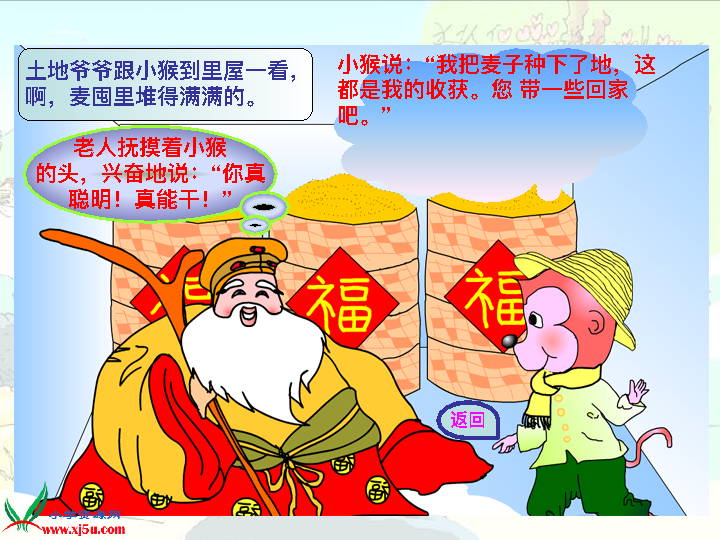 土地爷爷跟小猴到里屋一看，
啊，麦囤里堆得满满的。
小猴说：“我把麦子种下了地，这
都是我的收获。您 带一些回家
吧。”
老人抚摸着小猴
的头，兴奋地说：“你真
聪明！真能干！”
福
福
福
返回
www.xj5u.com